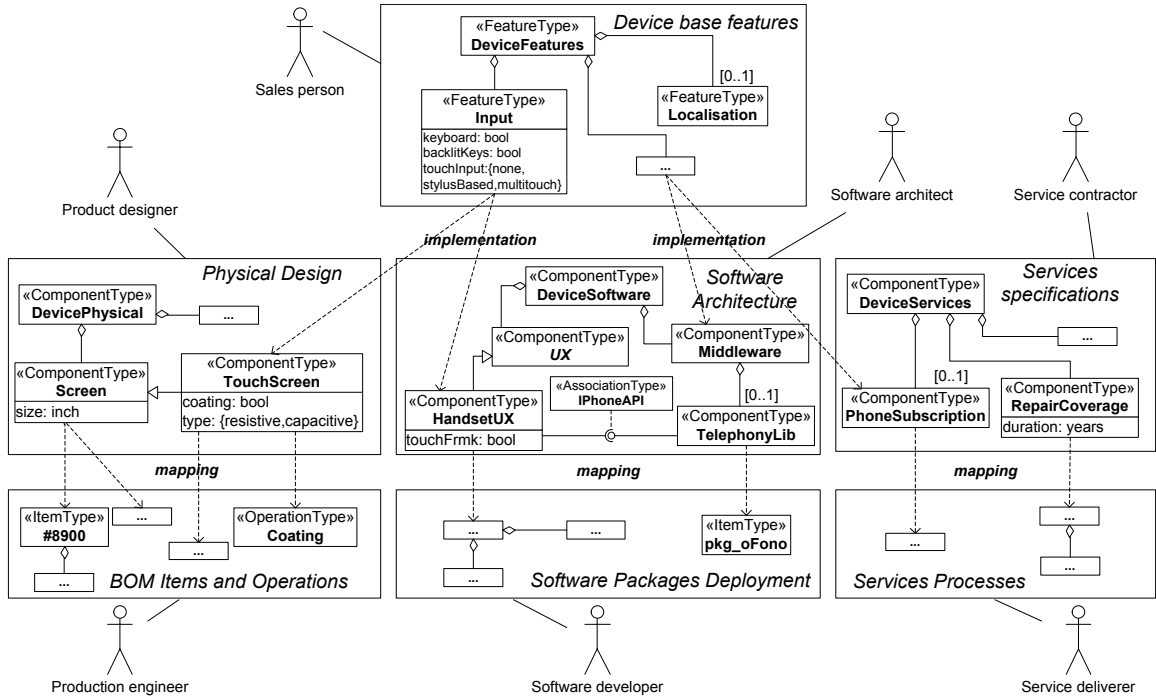 Sales person
Device base features
«FeatureType»
DeviceFeatures
[0..1]
«FeatureType»
Input
keyboard: bool
backlitKeys: bool
touchInput:{none,
stylusBased,multitouch}
«FeatureType»
Localisation
...
Product designer
Software architect
Service contractor
implementation
implementation
Physical Design
«ComponentType»
DevicePhysical
...
«ComponentType»
Screen
size: inch
«ComponentType»
TouchScreen
coating: bool
type: {resistive,capacitive}
Software
Architecture
«ComponentType»
DeviceSoftware
«ComponentType»
UX
«ComponentType»
Middleware
«AssociationType»
IPhoneAPI
[0..1]
«ComponentType»
HandsetUX
touchFrmk: bool
«ComponentType»
TelephonyLib
Services
specifications
«ComponentType»
DeviceServices
...
[0..1]
«ComponentType»
PhoneSubscription
«ComponentType»
RepairCoverage
duration: years
mapping
mapping
mapping
«ItemType»
#8900
...
...
...
«OperationType»
Coating
BOM Items and Operations
...
...
...
«ItemType»
pkg_oFono
Software Packages Deployment
...
...
...
Services Processes
Production engineer
Software developer
Service deliverer